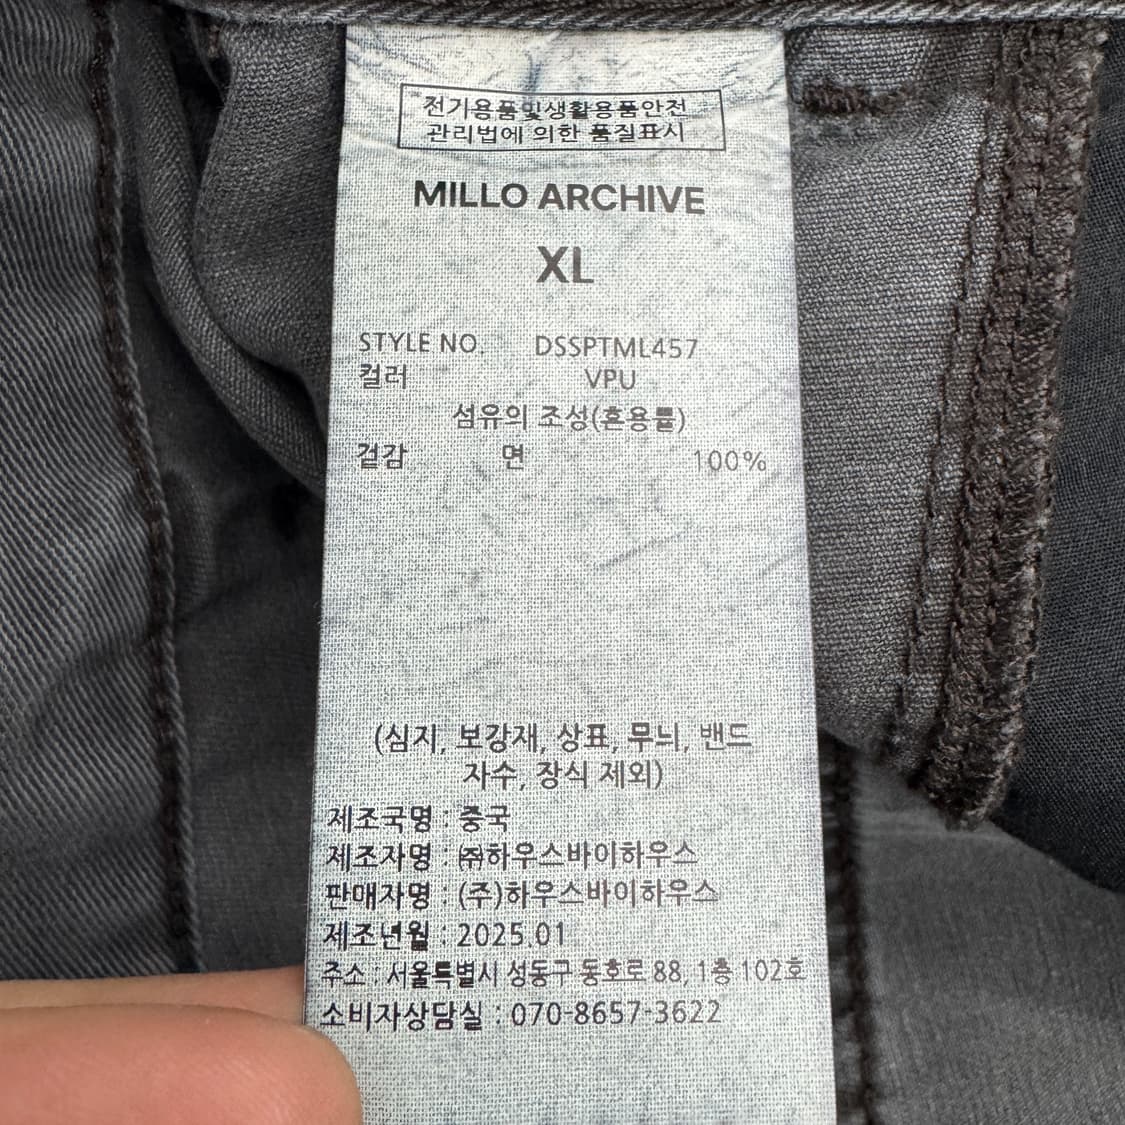 전기용품및생활용품안전
관리법에 의한 품질표시
MILLO ARCHIVE
XL
STYLE NO. DSSPTML457
컬러 VPU
섬유의 조성(혼용률)
겉감 면 100%
(심지, 보강재, 상표, 무늬, 밴드
자수, 장식 제외)
제조국명 : 중국
제조자명 : ㈜하우스바이하우스
판매자명 : (주)하우스바이하우스
제조년월 : 2025.01
주소 : 서울특별시 성동구 동호로 88, 1층 102호
소비자상담실 : 070-8657-3622